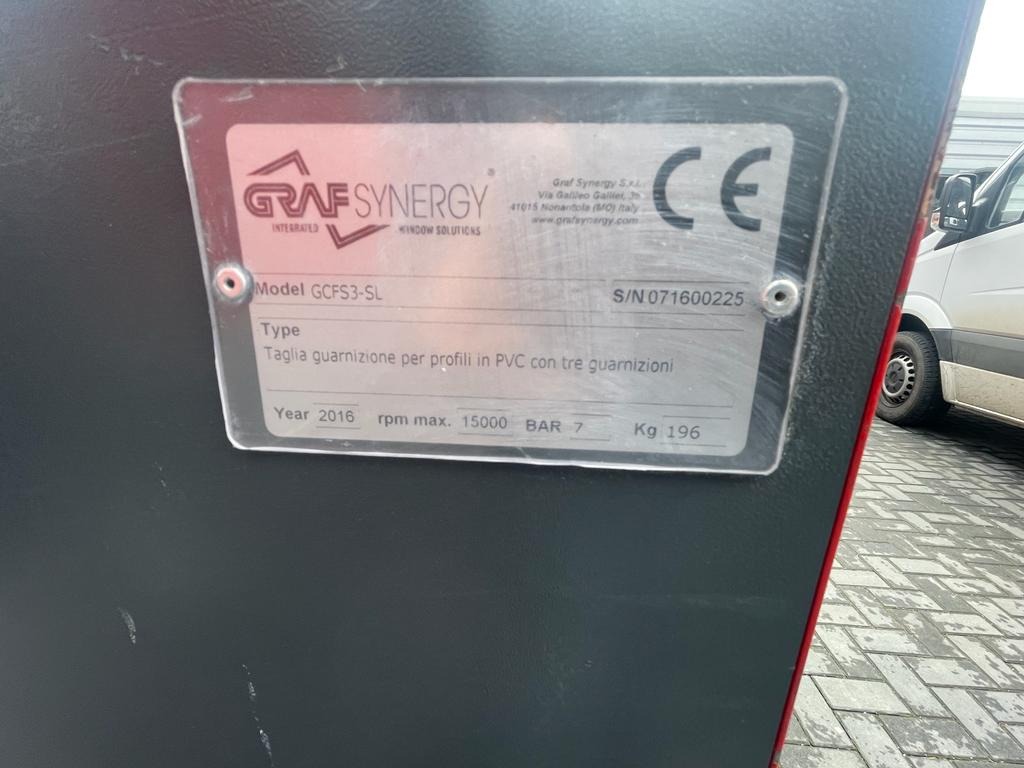 GRAF SYNERGY®
INTEGRATED WINDOW SOLUTIONS
Graf Synergy S.r.l.
Via Galileo Galilei,
41015 Nonantola (MO) Italy
www.grafsynergy.com
CE
Model GCFS3-SL S/N 071600225
Type
Taglia guarnizione per profili in PVC con tre guarnizioni
Year 2016 rpm max. 15000 BAR 7 Kg 196